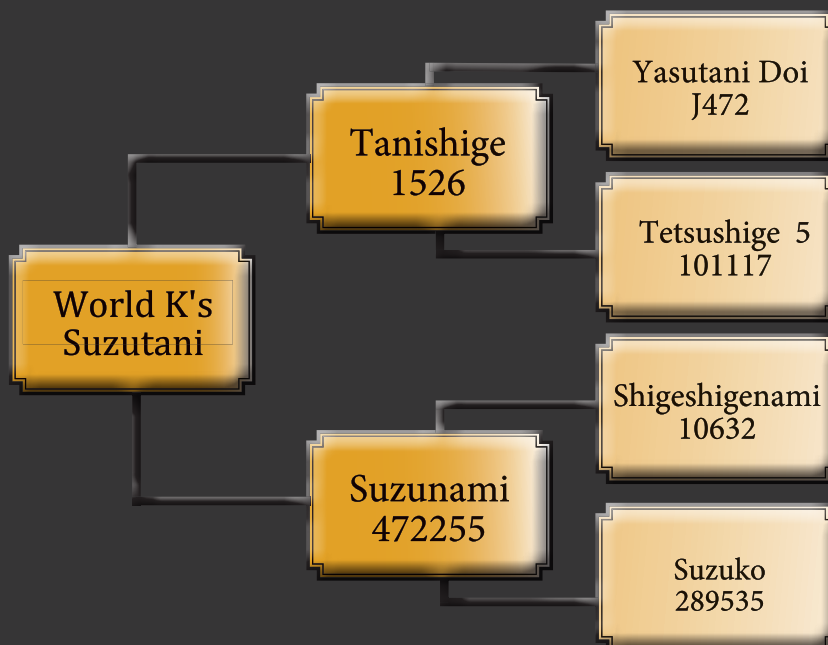 Yasutani Doi
J472
Tanishige
1526
Tetsushige 5
101117
World K's
Suzutani
Shigeshigenami
10632
Suzunami
472255
Suzuko
289535